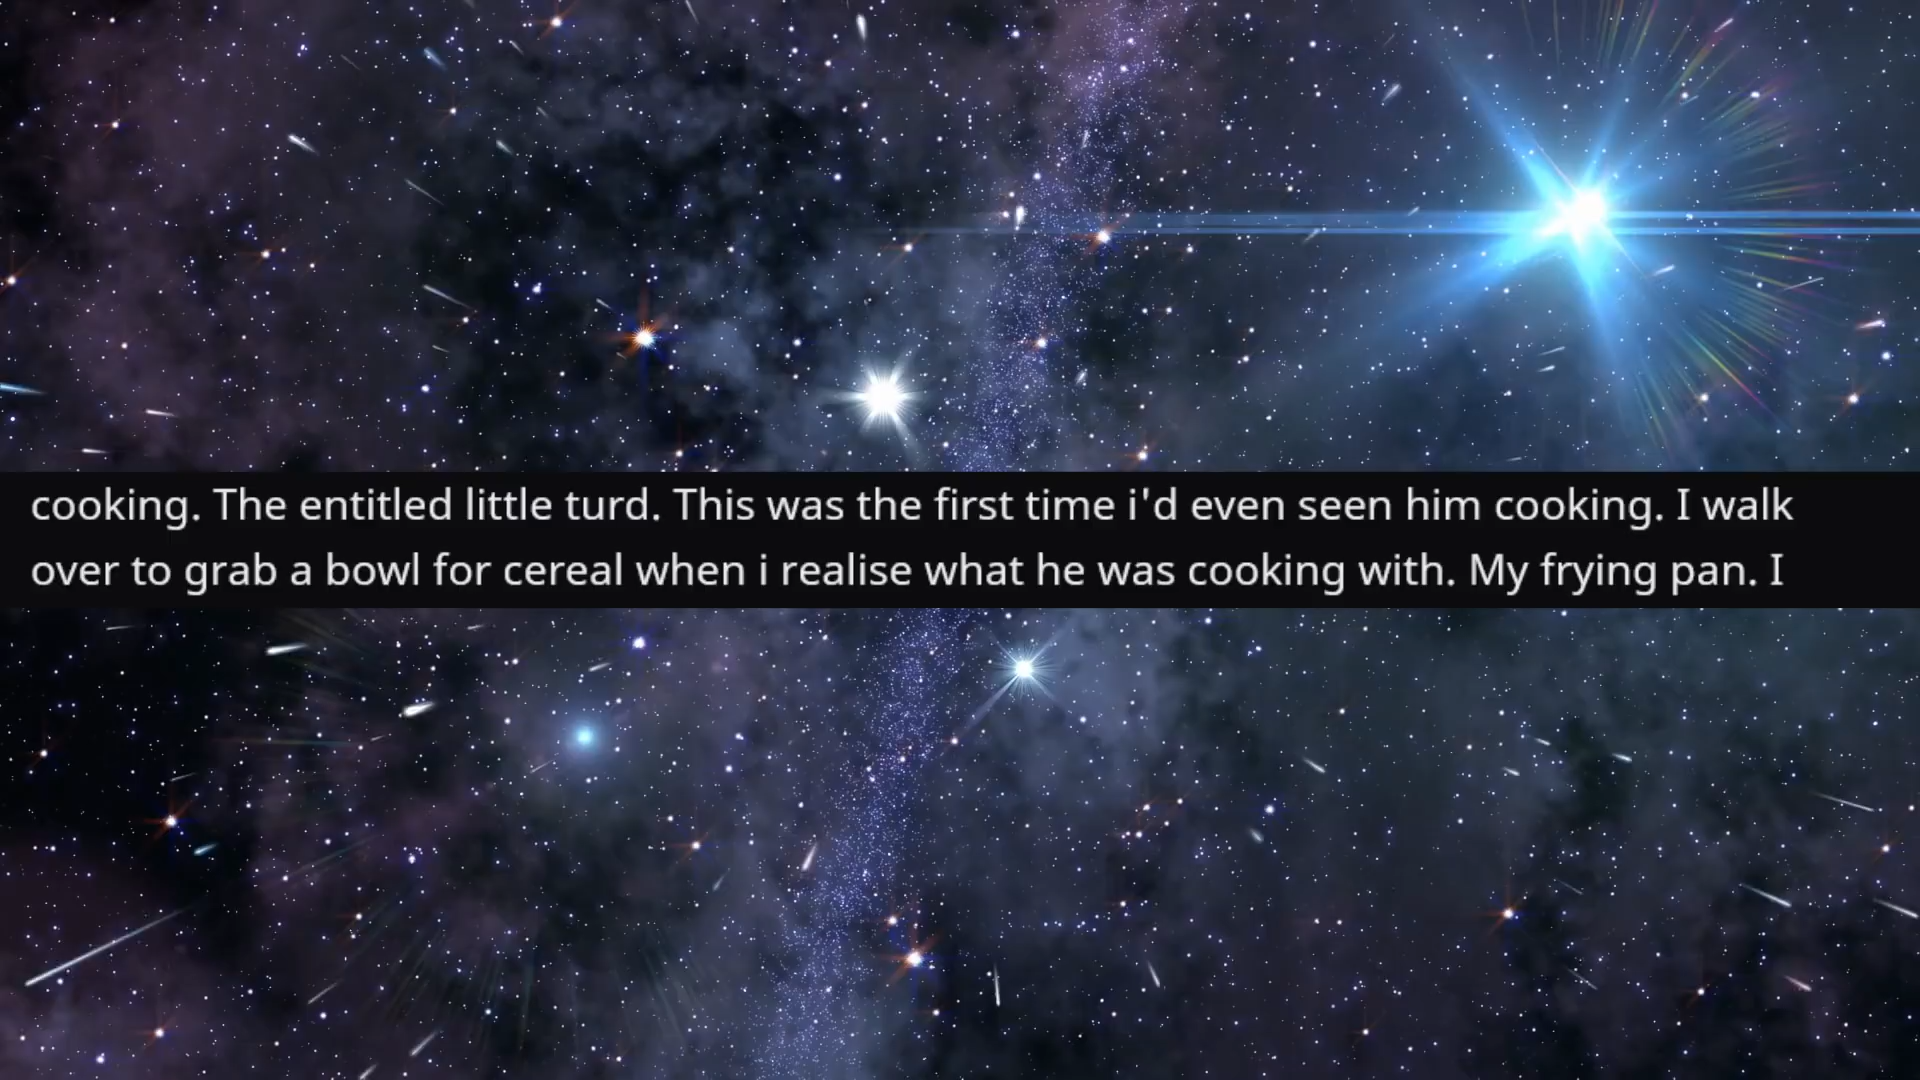 cooking. The entitled little turd. This was the first time i'd even seen him cooking. I walk
over to grab a bowl for cereal when i realise what he was cooking with. My frying pan. I